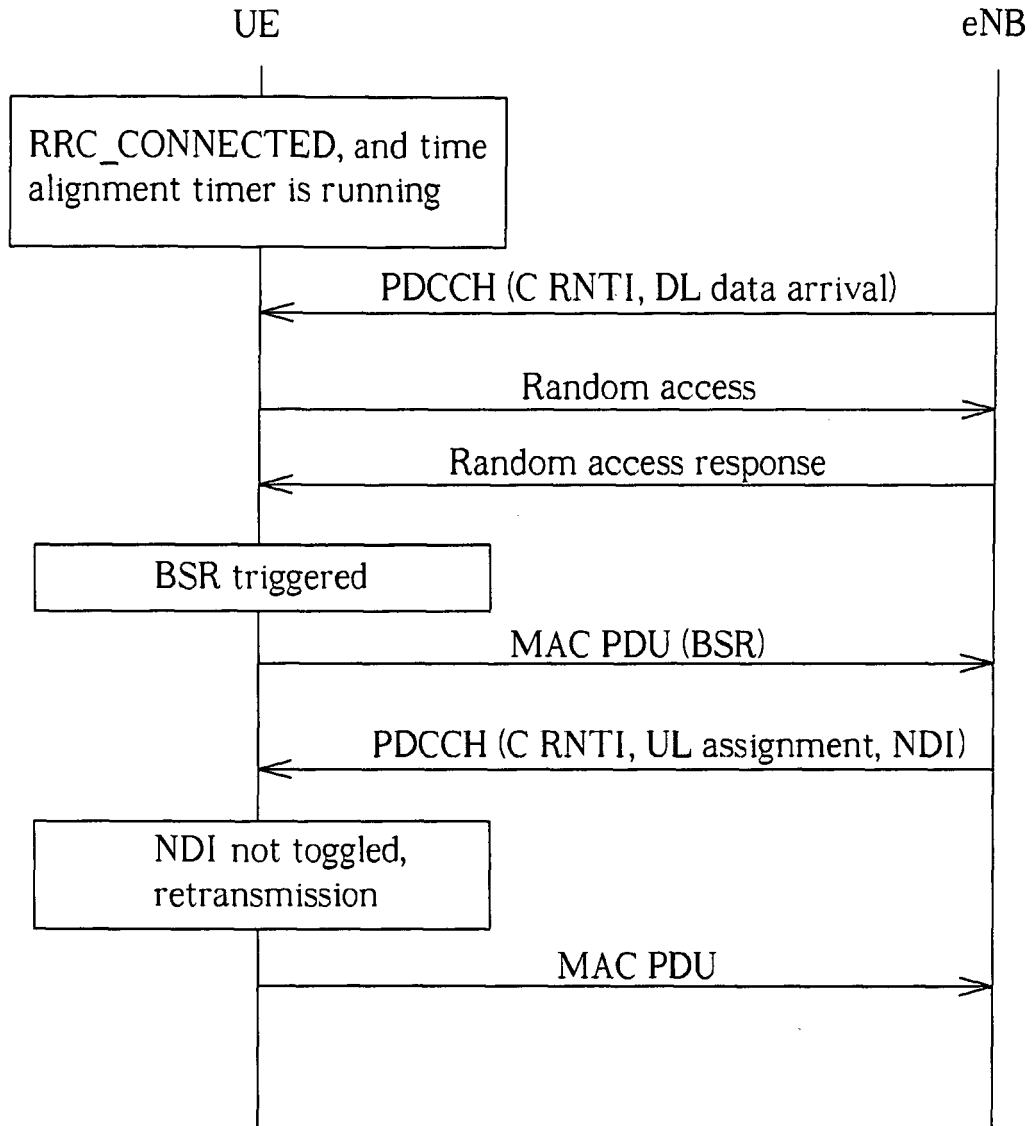 UE
eNB
RRC_CONNECTED, and time
alignment timer is running
PDCCH (C RNTI, DL data arrival)
Random access
Random access response
BSR triggered
MAC PDU (BSR)
PDCCH (C RNTI, UL assignment, NDI)
NDI not toggled,
retransmission
MAC PDU